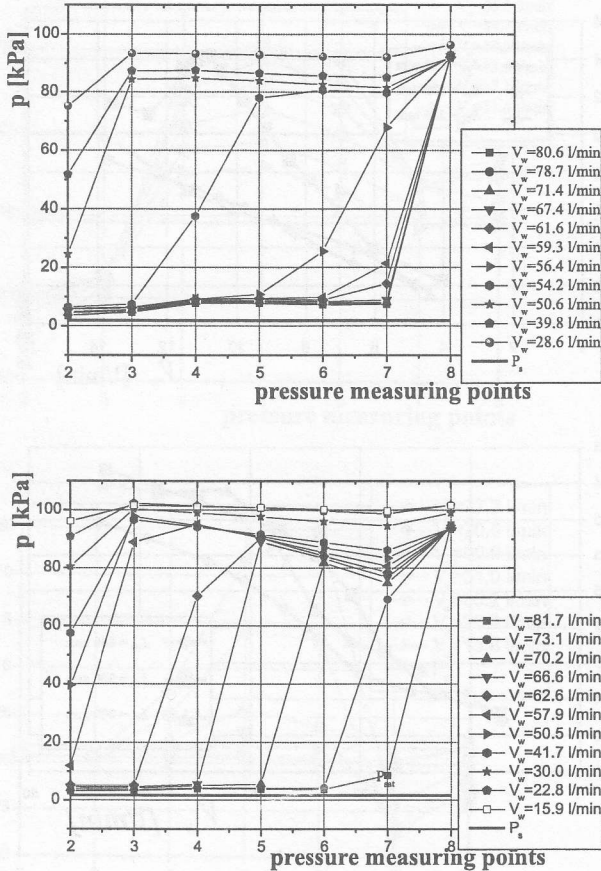 p [kPa]
100
80
60
40
20
0
2 3 4 5 6 7 8
pressure measuring points
V_w=80.6 l/min
V_w=78.7 l/min
V_w=71.4 l/min
V_w=67.4 l/min
V_w=61.6 l/min
V_w=59.3 l/min
V_w=56.4 l/min
V_w=54.2 l/min
V_w=50.6 l/min
V_w=39.8 l/min
V_w=28.6 l/min
P_s
p [kPa]
100
80
60
40
20
0
2 3 4 5 6 7 8
pressure measuring points
V_w=81.7 l/min
V_w=73.1 l/min
V_w=70.2 l/min
V_w=66.6 l/min
V_w=62.6 l/min
V_w=57.9 l/min
V_w=50.5 l/min
V_w=41.7 l/min
V_w=30.0 l/min
V_w=22.8 l/min
V_w=15.9 l/min
P_s